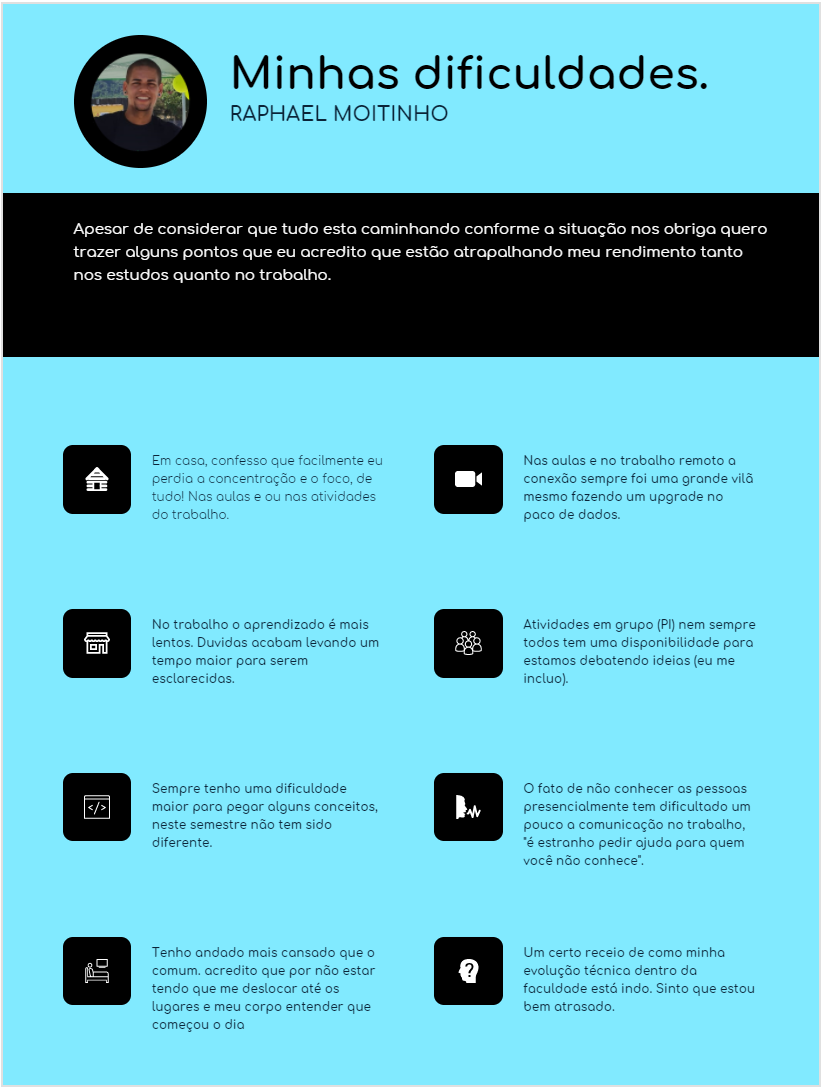 Minhas dificuldades.
RAPHAEL MOITINHO
Apesar de considerar que tudo esta caminhando conforme a situação nos obriga quero
trazer alguns pontos que eu acredito que estão atrapalhando meu rendimento tanto
nos estudos quanto no trabalho.
Em casa, confesso que facilmente eu
perdia a concentração e o foco, de
tudo! Nas aulas e ou nas atividades
do trabalho.
Nas aulas e no trabalho remoto a
conexão sempre foi uma grande vilã
mesmo fazendo um upgrade no
paco de dados.
No trabalho o aprendizado é mais
lentos. Duvidas acabam levando um
tempo maior para serem
esclarecidas.
Atividades em grupo (PI) nem sempre
todos tem uma disponibilidade para
estamos debatendo ideias (eu me
incluo).
Sempre tenho uma dificuldade
maior para pegar alguns conceitos,
neste semestre não tem sido
diferente.
O fato de não conhecer as pessoas
presencialmente tem dificultado um
pouco a comunicação no trabalho,
"é estranho pedir ajuda para quem
você não conhece".
Tenho andado mais cansado que o
comum. acredito que por não estar
tendo que me deslocar até os
lugares e meu corpo entender que
começou o dia
Um certo receio de como minha
evolução técnica dentro da
faculdade está indo. Sinto que estou
bem atrasado.